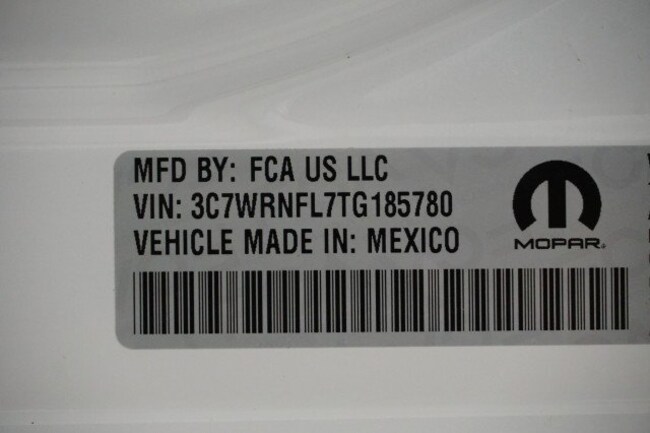 MFD BY: FCA US LLC
VIN: 3C7WRNFL7TG185780
VEHICLE MADE IN: MEXICO
MOPAR®